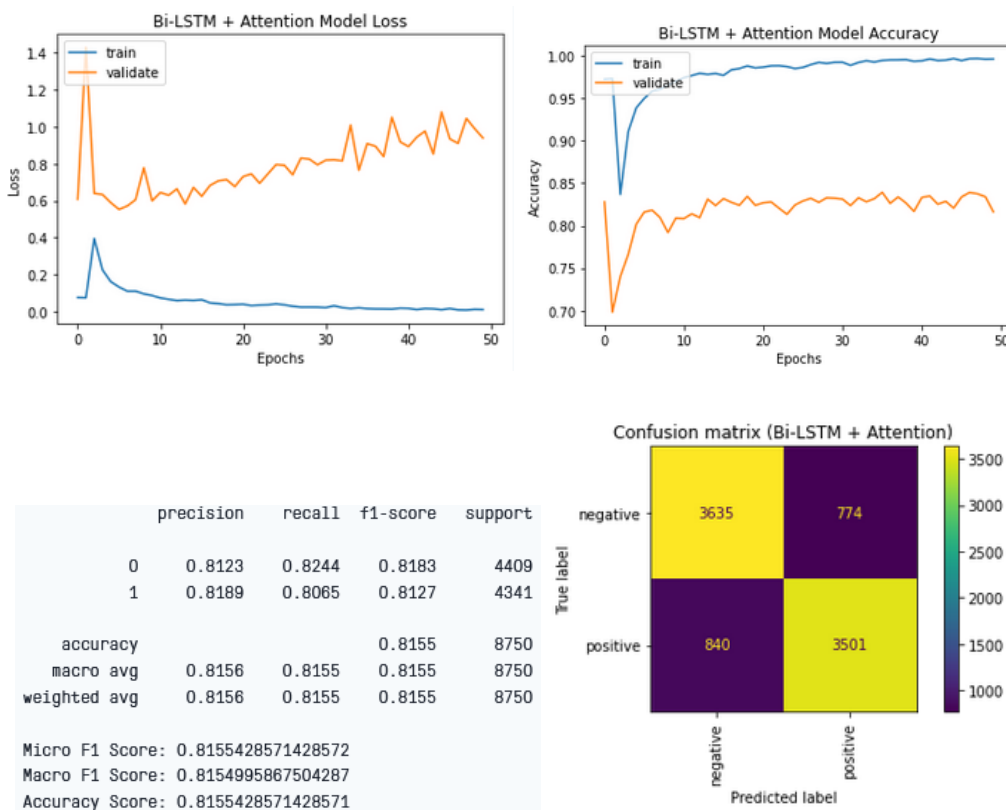 Bi-LSTM + Attention Model Loss
train
validate
1.4
1.2
1.0
0.8
0.6
0.4
0.2
0.0
Loss
0 10 20 30 40 50
Epochs
Bi-LSTM + Attention Model Accuracy
train
validate
1.00
0.95
0.90
0.85
0.80
0.75
0.70
Accuracy
0 10 20 30 40 50
Epochs
precision recall f1-score support
0 0.8123 0.8244 0.8183 4409
1 0.8189 0.8065 0.8127 4341
accuracy 0.8155 8750
macro avg 0.8156 0.8155 0.8155 8750
weighted avg 0.8156 0.8155 0.8155 8750
Micro F1 Score: 0.8155428571428572
Macro F1 Score: 0.8154995867504287
Accuracy Score: 0.8155428571428571
Confusion matrix (Bi-LSTM + Attention)
negative 3635 774
positive 840 3501
True label
negative positive
Predicted label
3500
3000
2500
2000
1500
1000